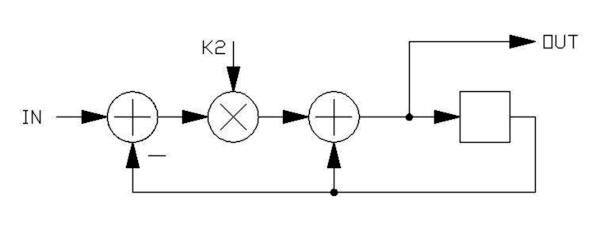 K2
OUT
IN
—